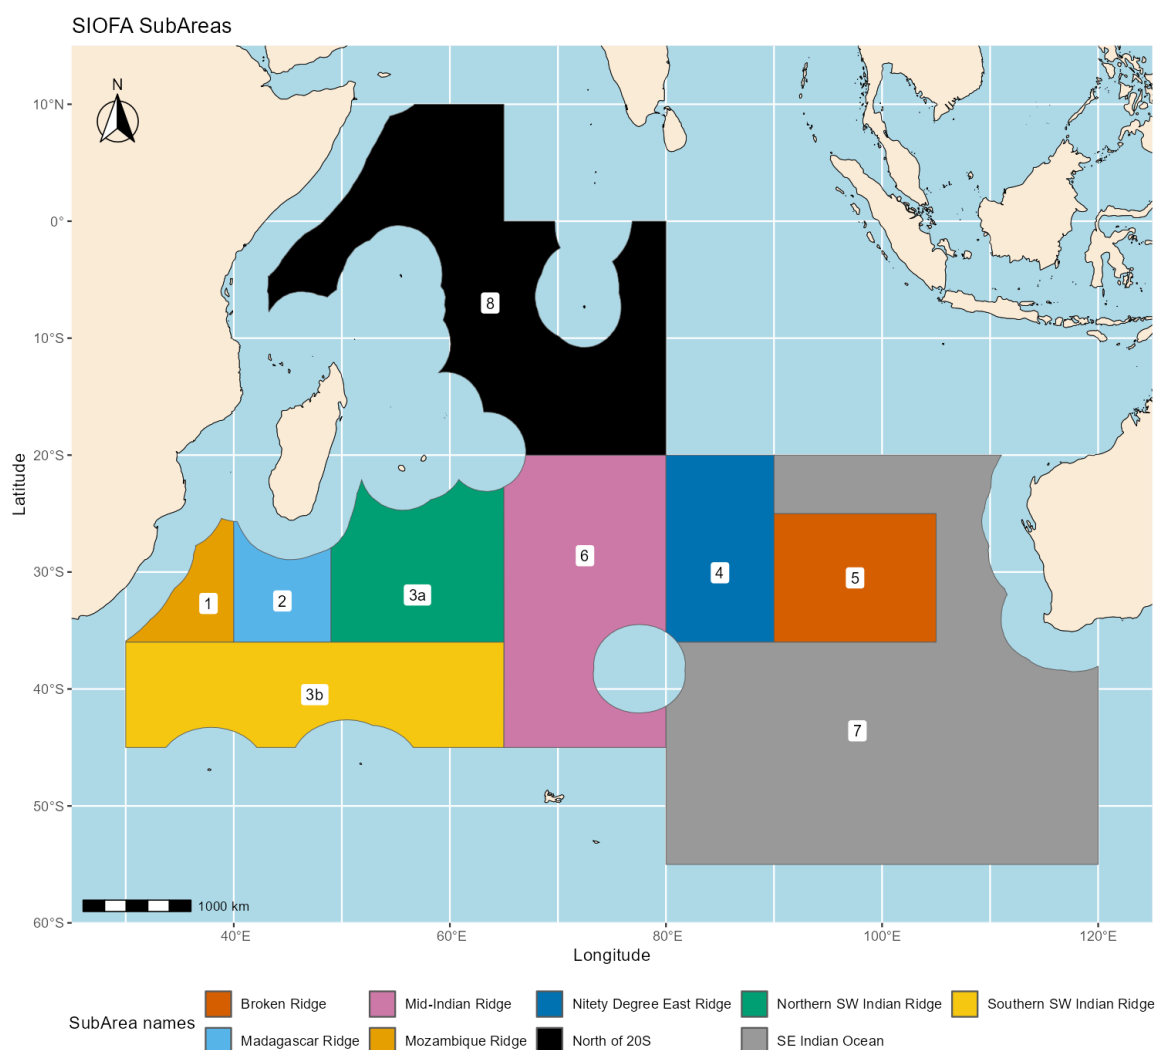 SIOFA SubAreas
N
10°N
0°
10°S
20°S
30°S
40°S
50°S
60°S
Latitude
8
6
4
5
1
2
3a
3b
7
1000 km
40°E 60°E 80°E 100°E 120°E
Longitude
SubArea names
Broken Ridge Mid-Indian Ridge Nitety Degree East Ridge Northern SW Indian Ridge Southern SW Indian Ridge
Madagascar Ridge Mozambique Ridge North of 20S SE Indian Ocean